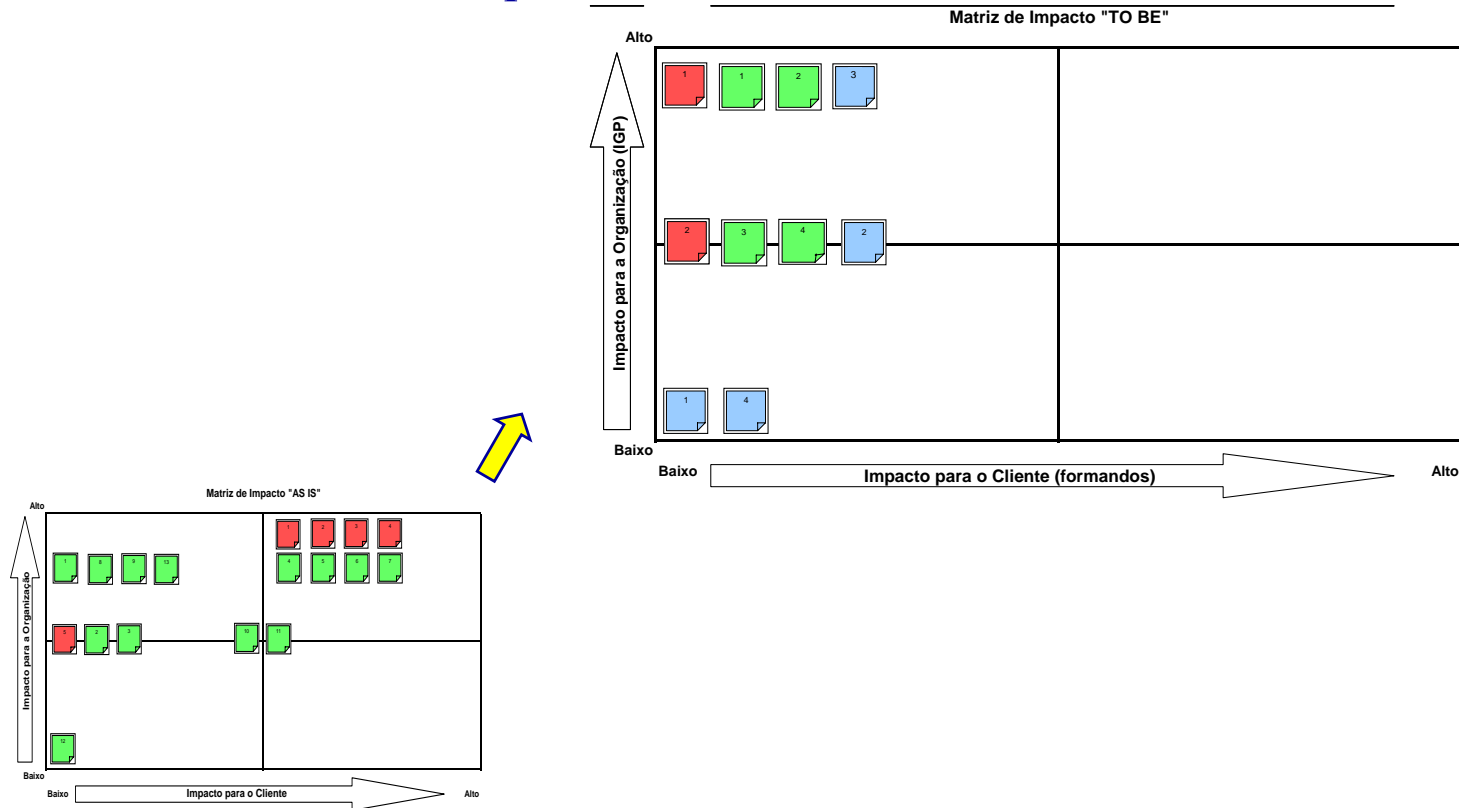 Matriz de Impacto "TO BE"
Alto
1 1 2 3
Impacto para a Organização (IGP)
2 3 4 2
1 4
Baixo
Baixo Impacto para o Cliente (formandos) Alto
Matriz de Impacto "AS IS"
Alto
1 2 3 4
1 8 9 13 4 5 6 7
Impacto para a Organização
5 2 3 10 11
12
Baixo
Baixo Impacto para o Cliente Alto